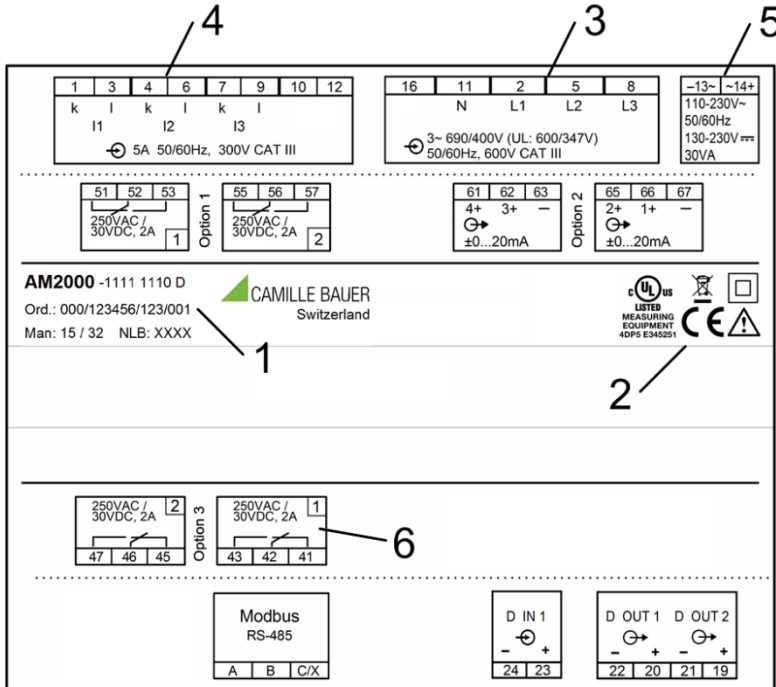 4 3 5
1 3 4 6 7 9 10 12
k l k l k l
I1 I2 I3
5A 50/60Hz, 300V CAT III
16 11 2 5 8
N L1 L2 L3
3~ 690/400V (UL: 600/347V)
50/60Hz, 600V CAT III
–13~ ~14+
110-230V~
50/60Hz
130-230V⎓
30VA
51 52 53
250VAC /
30VDC, 2A
1
Option 1
55 56 57
250VAC /
30VDC, 2A
2
61 62 63
4+ 3+ –
±0...20mA
Option 2
65 66 67
2+ 1+ –
±0...20mA
AM2000 -1111 1110 D
Ord.: 000/123456/123/001
Man: 15 / 32 NLB: XXXX
CAMILLE BAUER
Switzerland
c UL us
LISTED
MEASURING
EQUIPMENT
4DP5 E345251
CE
1
2
250VAC /
30VDC, 2A
2
47 46 45
Option 3
250VAC /
30VDC, 2A
1
43 42 41
6
Modbus
RS-485
A B C/X
D IN 1
– +
24 23
D OUT 1 D OUT 2
– + – +
22 20 21 19